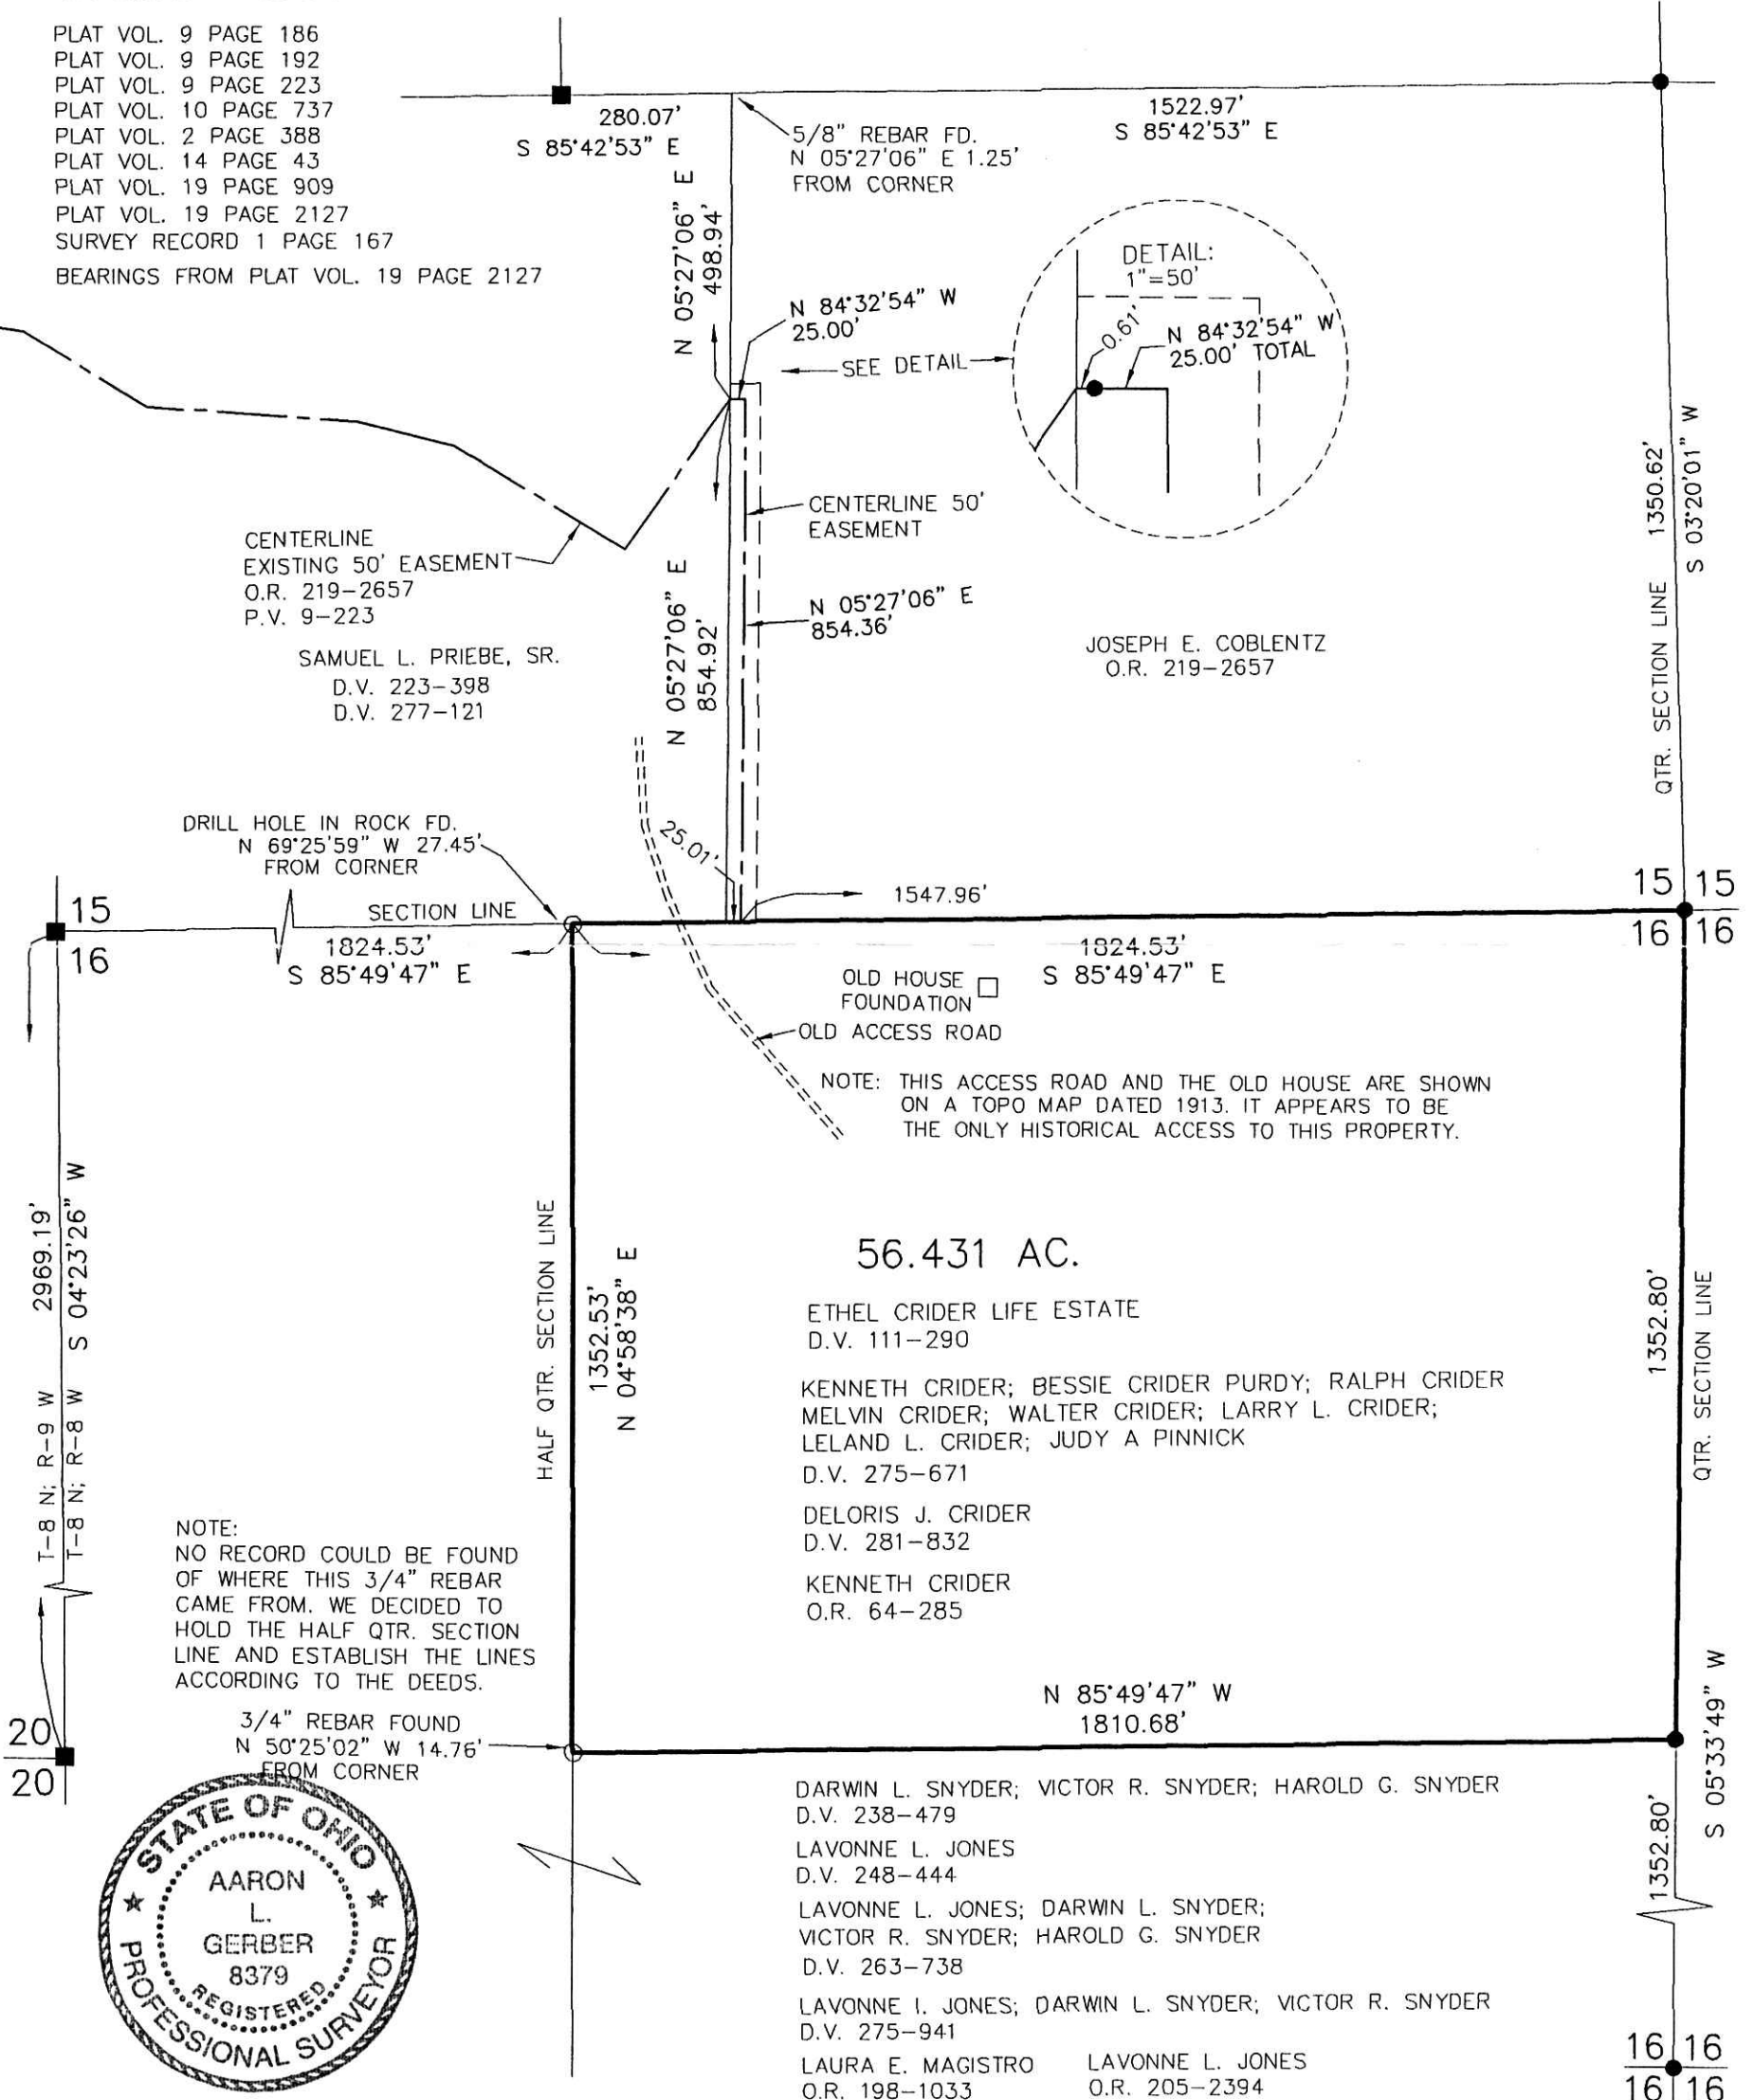 PLAT VOL. 9 PAGE 186
PLAT VOL. 9 PAGE 192
PLAT VOL. 9 PAGE 223
PLAT VOL. 10 PAGE 737
PLAT VOL. 2 PAGE 388
PLAT VOL. 14 PAGE 43
PLAT VOL. 19 PAGE 909
PLAT VOL. 19 PAGE 2127
SURVEY RECORD 1 PAGE 167
BEARINGS FROM PLAT VOL. 19 PAGE 2127
280.07'
S 85°42'53" E
5/8" REBAR FD.
N 05°27'06" E 1.25'
FROM CORNER
1522.97'
S 85°42'53" E
N 05°27'06" E
498.94'
N 84°32'54" W
25.00'
SEE DETAIL
DETAIL:
1"=50'
0.61'
N 84°32'54" W
25.00' TOTAL
QTR. SECTION LINE 1350.62'
S 03°20'01" W
CENTERLINE
EXISTING 50' EASEMENT
O.R. 219-2657
P.V. 9-223
CENTERLINE 50'
EASEMENT
N 05°27'06" E
854.92'
N 05°27'06" E
854.36'
SAMUEL L. PRIEBE, SR.
D.V. 223-398
D.V. 277-121
JOSEPH E. COBLENTZ
O.R. 219-2657
DRILL HOLE IN ROCK FD.
N 69°25'59" W 27.45'
FROM CORNER
25.01'
1547.96'
15
16
SECTION LINE
1824.53'
S 85°49'47" E
1824.53'
S 85°49'47" E
15 15
16 16
OLD HOUSE
FOUNDATION
OLD ACCESS ROAD
NOTE: THIS ACCESS ROAD AND THE OLD HOUSE ARE SHOWN
ON A TOPO MAP DATED 1913. IT APPEARS TO BE
THE ONLY HISTORICAL ACCESS TO THIS PROPERTY.
T-8 N; R-9 W 2969.19'
T-8 N; R-8 W S 04°23'26" W
HALF QTR. SECTION LINE
1352.53'
N 04°58'38" E
56.431 AC.
ETHEL CRIDER LIFE ESTATE
D.V. 111-290
KENNETH CRIDER; BESSIE CRIDER PURDY; RALPH CRIDER
MELVIN CRIDER; WALTER CRIDER; LARRY L. CRIDER;
LELAND L. CRIDER; JUDY A PINNICK
D.V. 275-671
DELORIS J. CRIDER
D.V. 281-832
KENNETH CRIDER
O.R. 64-285
1352.80'
QTR. SECTION LINE
NOTE:
NO RECORD COULD BE FOUND
OF WHERE THIS 3/4" REBAR
CAME FROM. WE DECIDED TO
HOLD THE HALF QTR. SECTION
LINE AND ESTABLISH THE LINES
ACCORDING TO THE DEEDS.
3/4" REBAR FOUND
N 50°25'02" W 14.76'
FROM CORNER
N 85°49'47" W
1810.68'
20
20
S 05°33'49" W
1352.80'
DARWIN L. SNYDER; VICTOR R. SNYDER; HAROLD G. SNYDER
D.V. 238-479
LAVONNE L. JONES
D.V. 248-444
LAVONNE L. JONES; DARWIN L. SNYDER;
VICTOR R. SNYDER; HAROLD G. SNYDER
D.V. 263-738
LAVONNE I. JONES; DARWIN L. SNYDER; VICTOR R. SNYDER
D.V. 275-941
LAURA E. MAGISTRO
O.R. 198-1033
LAVONNE L. JONES
O.R. 205-2394
16 16
16 16
STATE OF OHIO
AARON
L.
GERBER
8379
REGISTERED
PROFESSIONAL SURVEYOR